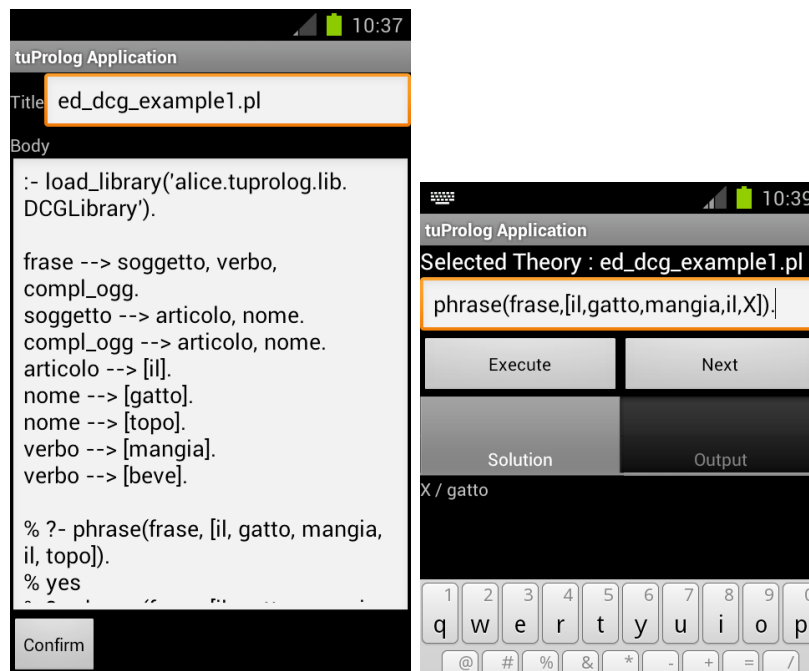 10:37
tuProlog Application
Title ed_dcg_example1.pl
Body
:- load_library('alice.tuprolog.lib.
DCGLibrary').
frase --> soggetto, verbo,
compl_ogg.
soggetto --> articolo, nome.
compl_ogg --> articolo, nome.
articolo --> [il].
nome --> [gatto].
nome --> [topo].
verbo --> [mangia].
verbo --> [beve].
% ?- phrase(frase, [il, gatto, mangia,
il, topo]).
% yes
Confirm
10:39
tuProlog Application
Selected Theory : ed_dcg_example1.pl
phrase(frase,[il,gatto,mangia,il,X]).
Execute Next
Solution Output
X / gatto
1 2 3 4 5 6 7 8 9 0
q w e r t y u i o p
@ # % & * - + = /